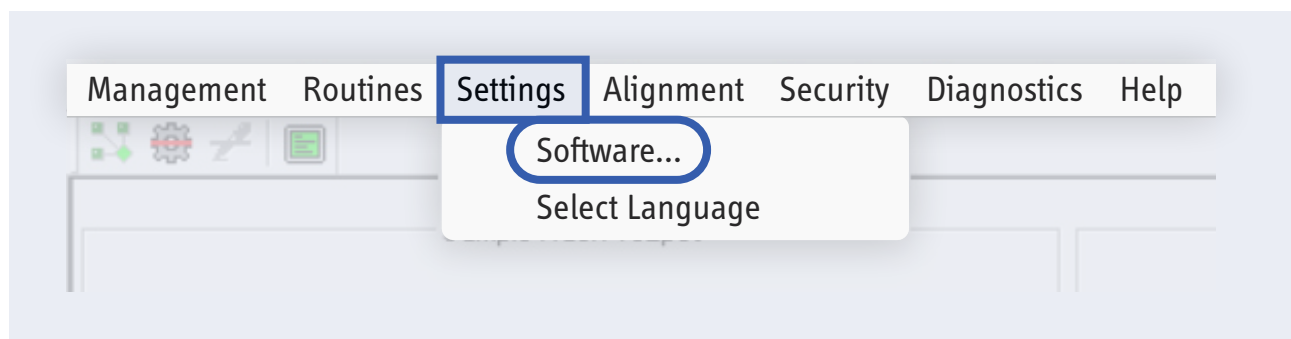 Management Routines Settings Alignment Security Diagnostics Help
Software...
Select Language